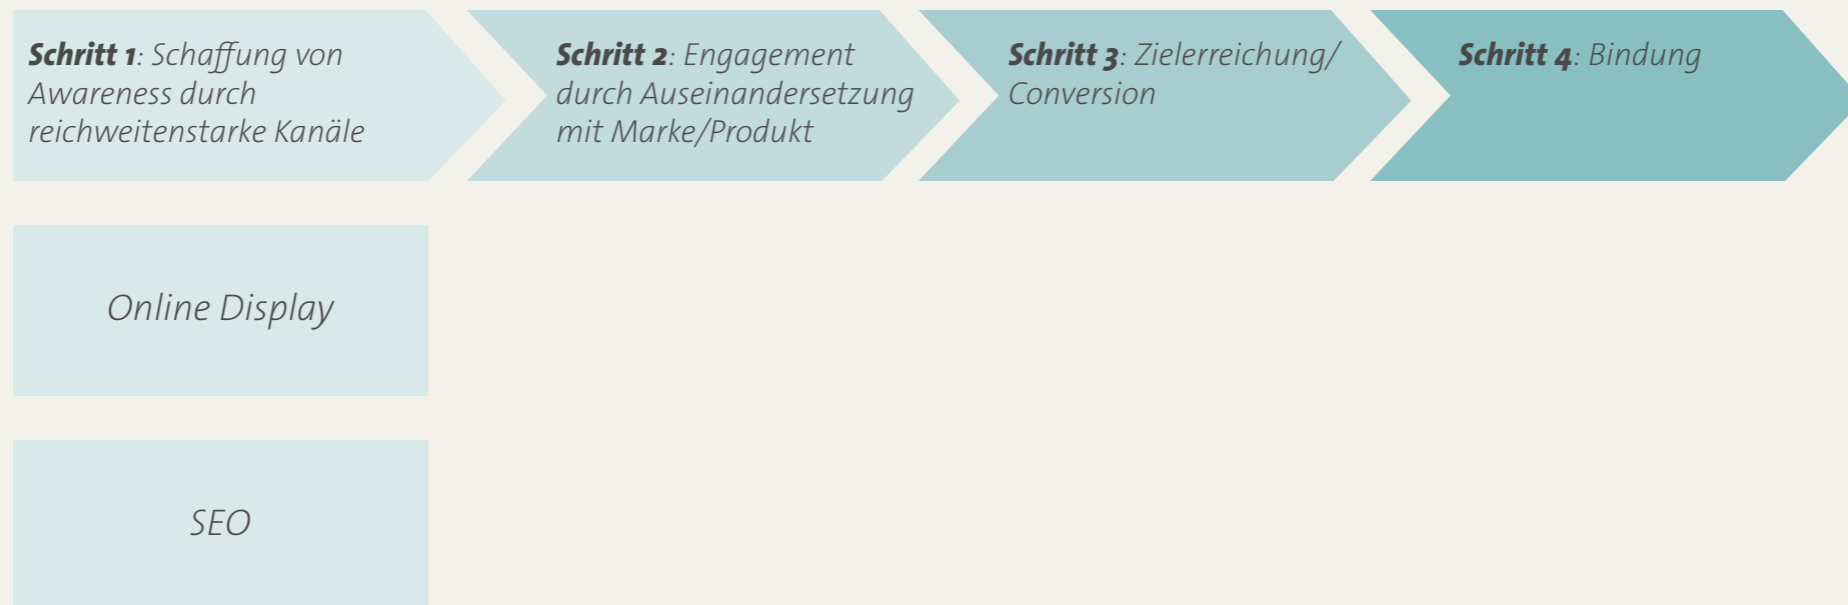 Schritt 1: Schaffung von
Awareness durch
reichweitenstarke Kanäle
Schritt 2: Engagement
durch Auseinandersetzung
mit Marke/Produkt
Schritt 3: Zielerreichung/
Conversion
Schritt 4: Bindung
Online Display
SEO